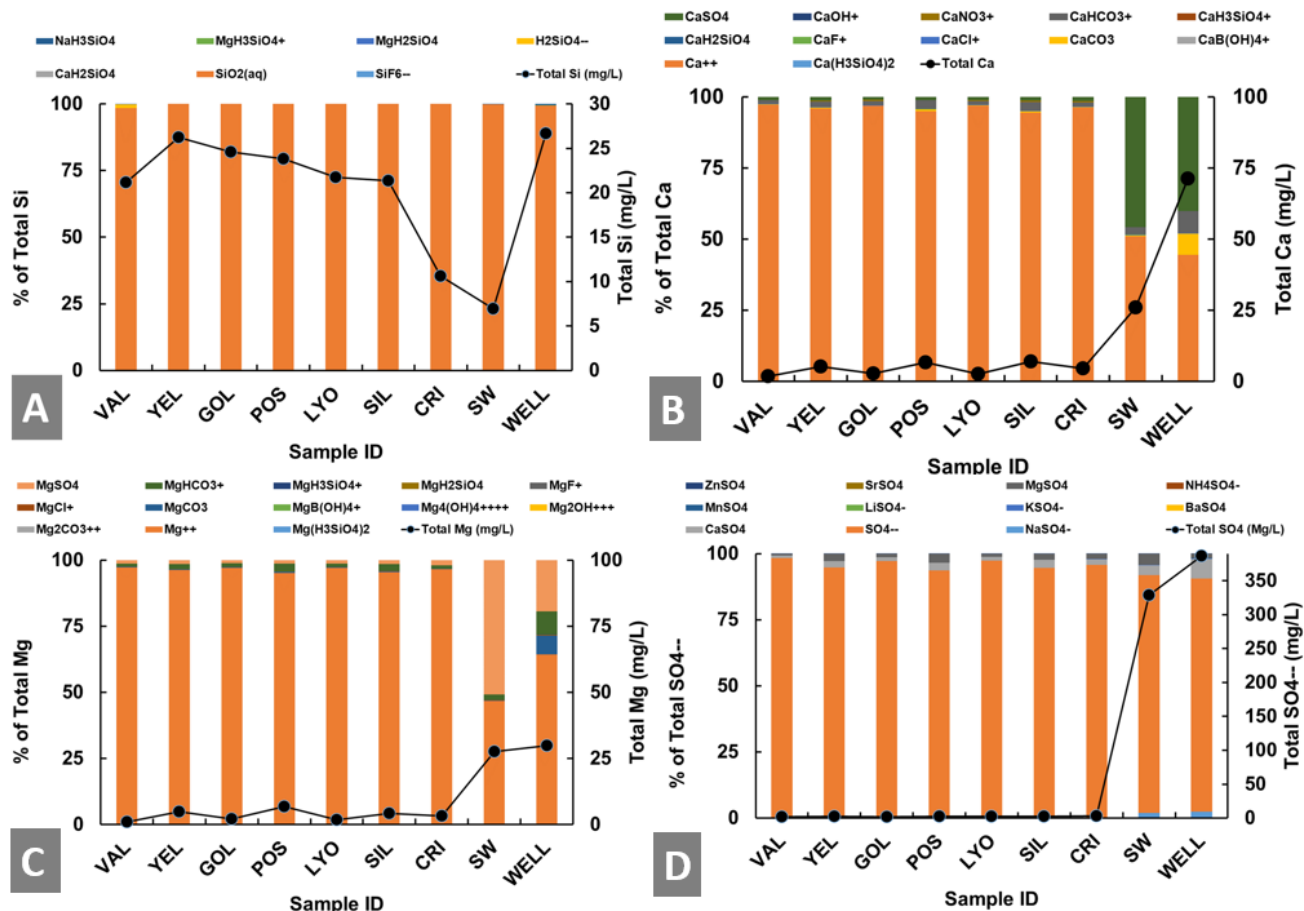 NaH3SiO4 MgH3SiO4+ MgH2SiO4 H2SiO4--
CaH2SiO4 SiO2(aq) SiF6-- Total Si (mg/L)
100 30
25
75
20
50 15
10
25
5
0 0
% of Total Si
Total Si (mg/L)
VAL YEL GOL POS LYO SIL CRI SW WELL
Sample ID
A
CaSO4 CaOH+ CaNO3+ CaHCO3+ CaH3SiO4+
CaH2SiO4 CaF+ CaCl+ CaCO3 CaB(OH)4+
Ca++ Ca(H3SiO4)2 Total Ca
100 100
75 75
50 50
25 25
0 0
% of Total Ca
Total Ca (mg/L)
VAL YEL GOL POS LYO SIL CRI SW WELL
Sample ID
B
MgSO4 MgHCO3+ MgH3SiO4+ MgH2SiO4 MgF+
MgCl+ MgCO3 MgB(OH)4+ Mg4(OH)4++++ Mg2OH+++
Mg2CO3++ Mg++ Mg(H3SiO4)2 Total Mg (mg/L)
100 100
75 75
50 50
25 25
0 0
% of Total Mg
Total Mg (mg/L)
VAL YEL GOL POS LYO SIL CRI SW WELL
Sample ID
C
ZnSO4 SrSO4 MgSO4 NH4SO4-
MnSO4 LiSO4- KSO4- BaSO4
CaSO4 SO4-- NaSO4- Total SO4 (Mg/L)
100
350
75 300
250
50 200
150
25 100
50
0 0
% of Total SO4--
Total SO4-- (mg/L)
VAL YEL GOL POS LYO SIL CRI SW WELL
Sample ID
D